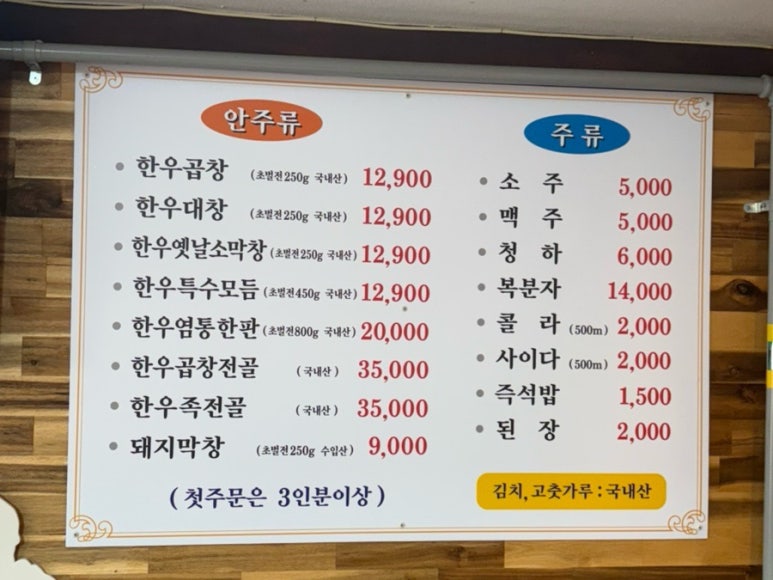 안주류
한우곱창 (초벌전250g 국내산) 12,900
한우대창 (초벌전250g 국내산) 12,900
한우옛날소막창 (초벌전250g 국내산) 12,900
한우특수모듬 (초벌전450g 국내산) 12,900
한우염통한판 (초벌전800g 국내산) 20,000
한우곱창전골 (국내산) 35,000
한우족전골 (국내산) 35,000
돼지막창 (초벌전250g 수입산) 9,000
(첫주문은 3인분이상)
주류
소주 5,000
맥주 5,000
청하 6,000
복분자 14,000
콜라 (500m) 2,000
사이다 (500m) 2,000
즉석밥 1,500
된장 2,000
김치, 고춧가루 : 국내산